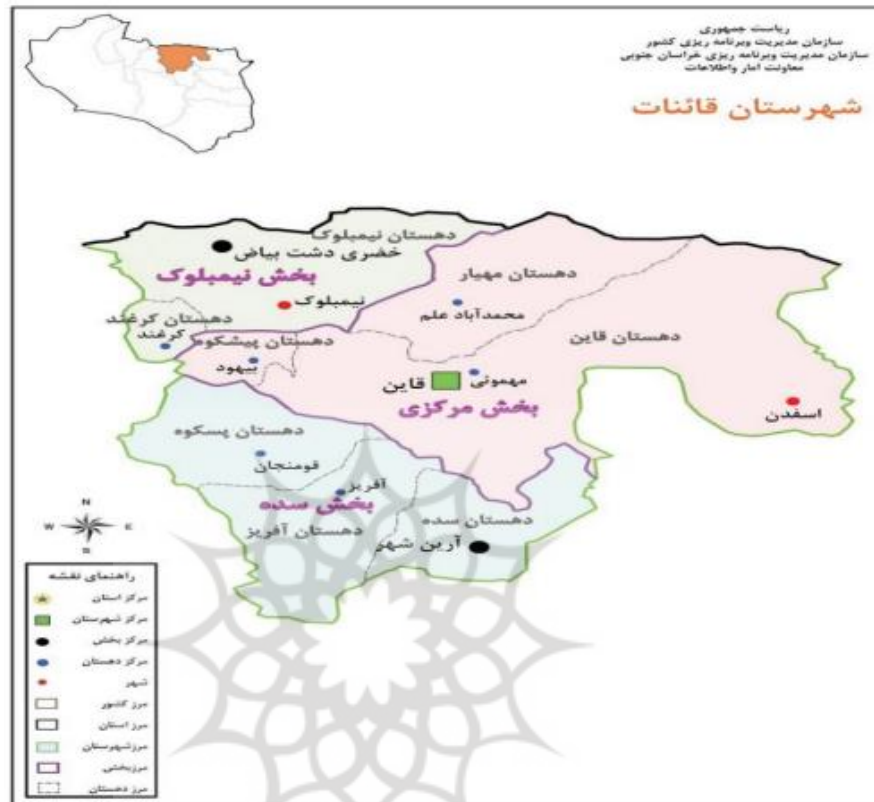 ریاست جمهوری
سازمان مدیریت وبرنامه ریزی کشور
سازمان مدیریت وبرنامه ریزی خراسان جنوبی
معاونت امار واطلاعات
شهرستان قائنات
دهستان نیمبلوک
خضری دشت بیاض
بخش نیمبلوک
دهستان مهیار
نیمبلوک
محمدآباد علم
دهستان کرغند
کرغند
دهستان پیشکوه
دهستان قاین
بیهود
مهموئی
قاین
بخش مرکزی
اسفدن
دهستان پسکوه
قومنجان
آفریز
بخش سده
دهستان سده
دهستان آفریز
آرین شهر
N
W
E
S
راهنمای نقشه
مرکز استان
مرکز شهرستان
مرکز بخش
مرکز دهستان
شهر
مرز کشور
مرز استان
مرزشهرستان
مرزبخش
مرز دهستان